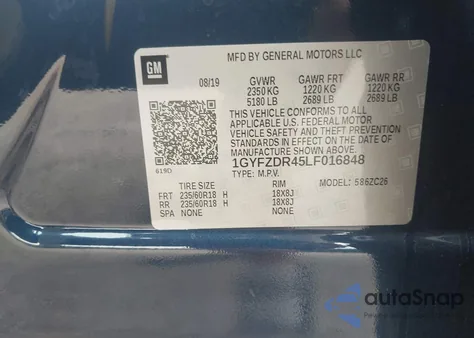 MFD BY GENERAL MOTORS LLC
GM
08/19 GVWR GAWR FRT GAWR RR
2350 KG 1220 KG 1220 KG
5180 LB 2689 LB 2689 LB
THIS VEHICLE CONFORMS TO ALL
APPLICABLE U.S. FEDERAL MOTOR
VEHICLE SAFETY AND THEFT PREVENTION
STANDARDS IN EFFECT ON THE DATE OF
MANUFACTURE SHOWN ABOVE.
1GYFZDR45LF016848
619D
TYPE: M.P.V. 5862C26
TIRE SIZE RIM
FRT 235/60R18 H 18X8J
RR 235/60R18 H 18X8J
SPA NONE NONE
autoSnap